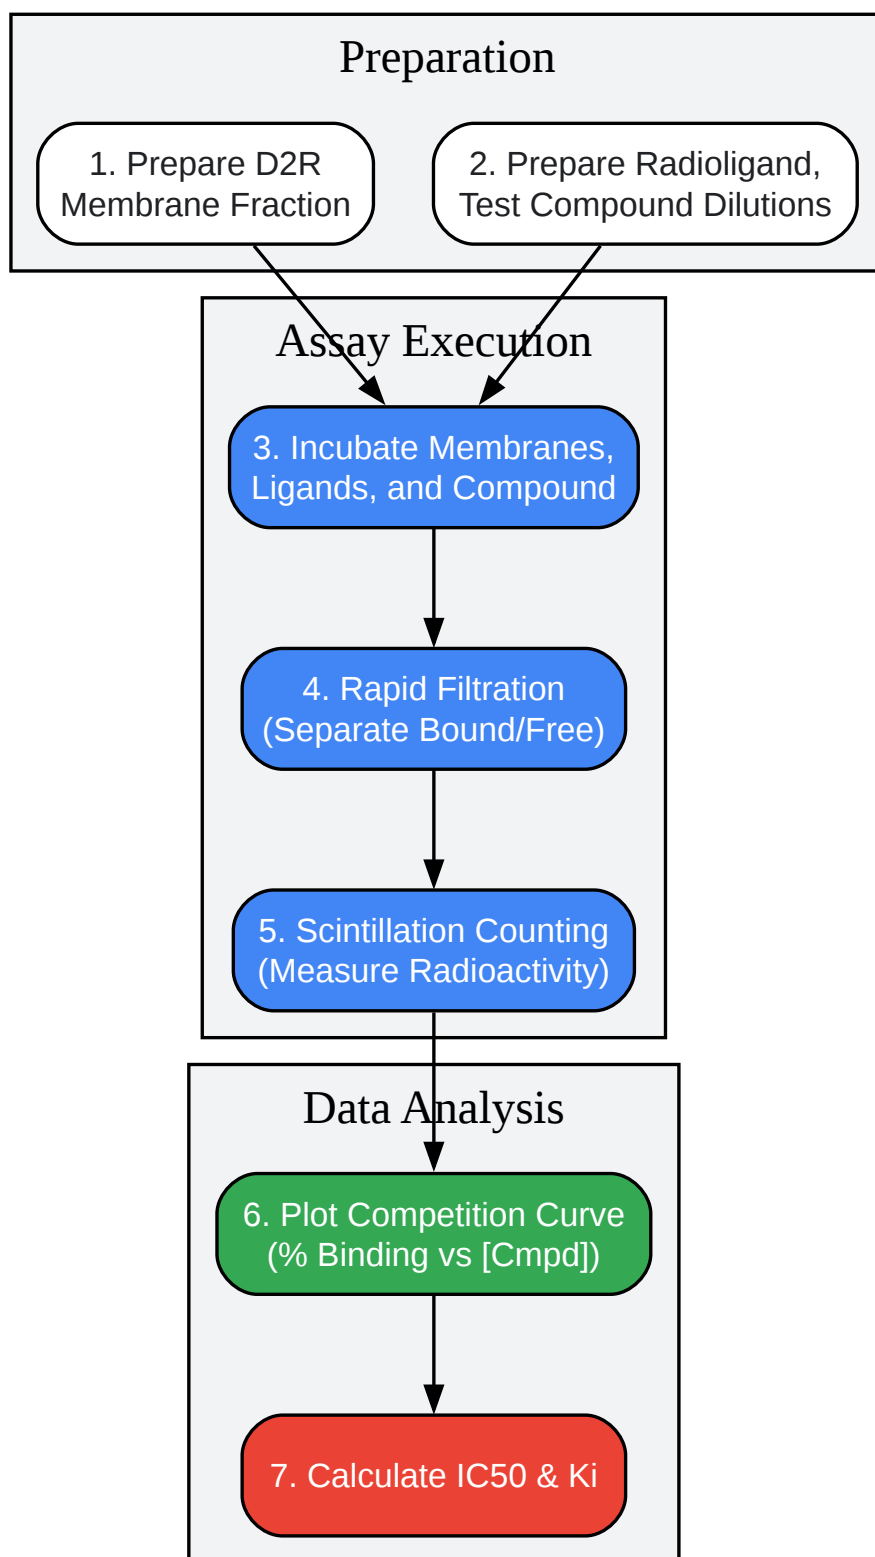 Preparation
1. Prepare D2R
Membrane Fraction
2. Prepare Radioligand,
Test Compound Dilutions
Assay Execution
3. Incubate Membranes,
Ligands, and Compound
4. Rapid Filtration
(Separate Bound/Free)
5. Scintillation Counting
(Measure Radioactivity)
Data Analysis
6. Plot Competition Curve
(% Binding vs [Cmpd])
7. Calculate IC50 & Ki